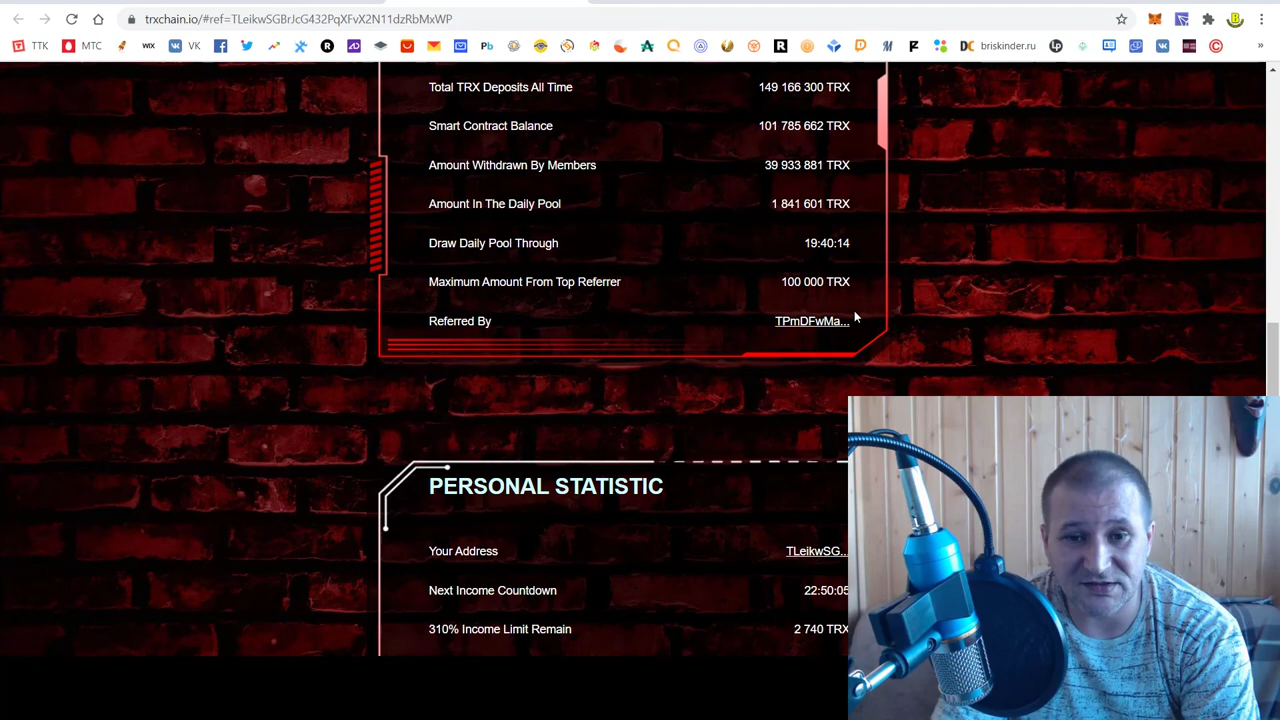 trxchain.io/#ref=TLeikwSGBrJcG432PqXFvX2N11dzRbMxWP
ТТК МТС WIX VK briskinder.ru »
Total TRX Deposits All Time 149 166 300 TRX
Smart Contract Balance 101 785 662 TRX
Amount Withdrawn By Members 39 933 881 TRX
Amount In The Daily Pool 1 841 601 TRX
Draw Daily Pool Through 19:40:14
Maximum Amount From Top Referrer 100 000 TRX
Referred By TPmDFwMa...
PERSONAL STATISTIC
Your Address TLeikwSG...
Next Income Countdown 22:50:05
310% Income Limit Remain 2 740 TRX